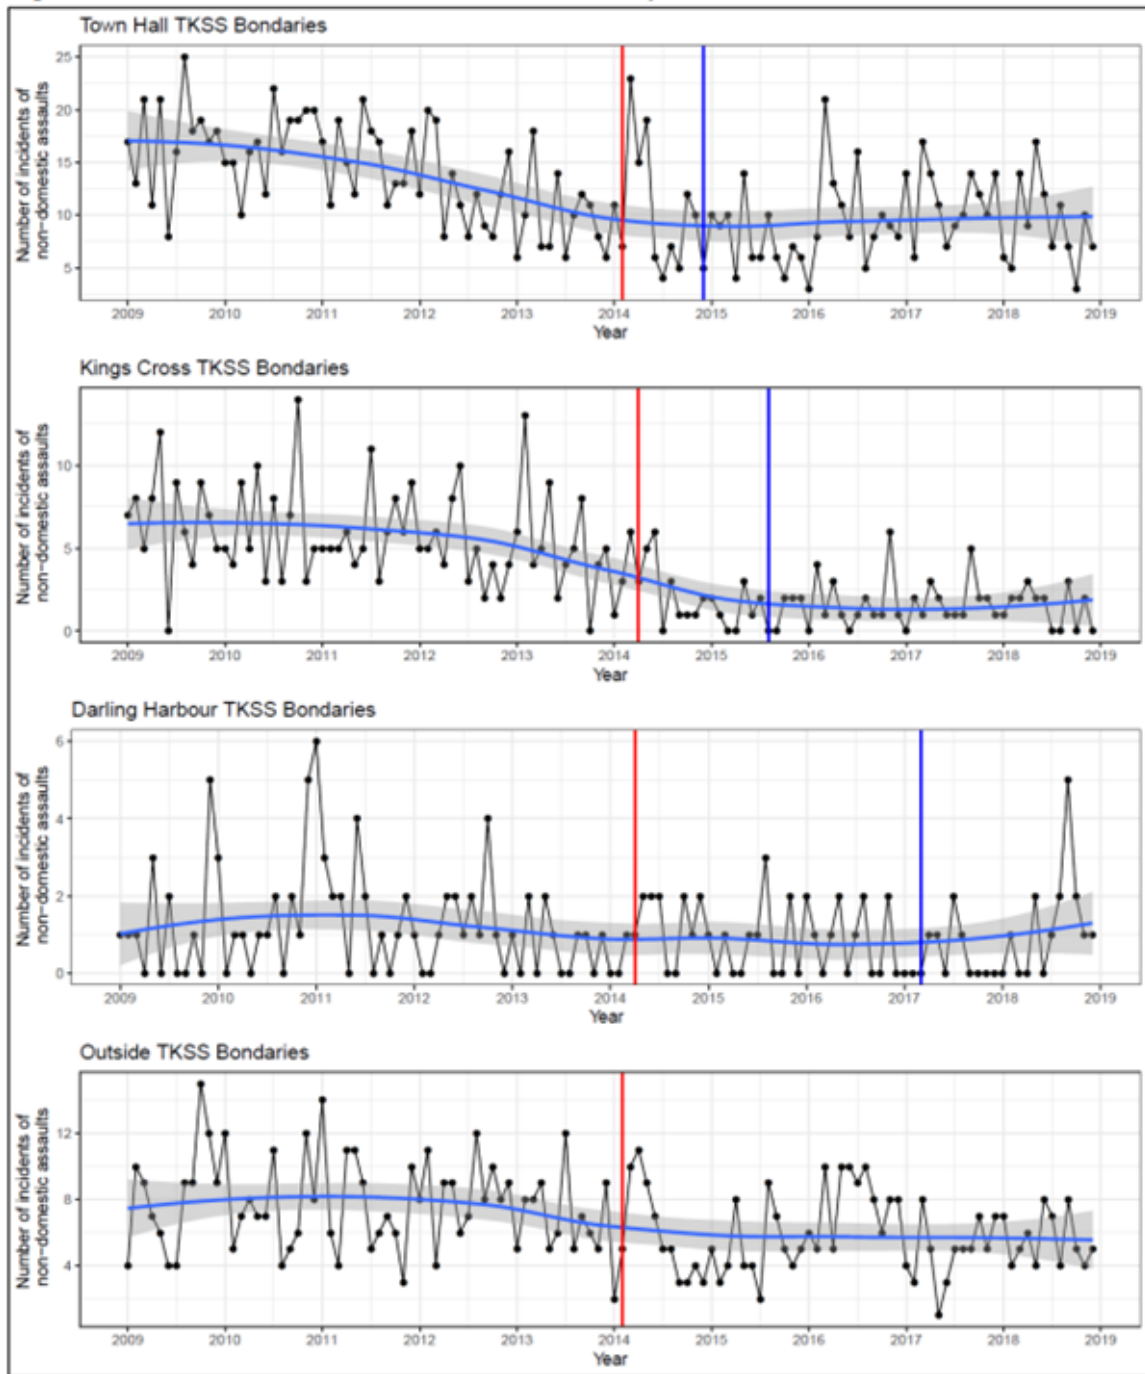 Town Hall TKSS Bondaries
Number of incidents of
non-domestic assaults
25
20
15
10
5
2009 2010 2011 2012 2013 2014 2015 2016 2017 2018 2019
Year
Kings Cross TKSS Bondaries
Number of incidents of
non-domestic assaults
10
5
0
2009 2010 2011 2012 2013 2014 2015 2016 2017 2018 2019
Year
Darling Harbour TKSS Bondaries
Number of incidents of
non-domestic assaults
6
4
2
0
2009 2010 2011 2012 2013 2014 2015 2016 2017 2018 2019
Year
Outside TKSS Bondaries
Number of incidents of
non-domestic assaults
12
8
4
2009 2010 2011 2012 2013 2014 2015 2016 2017 2018 2019
Year